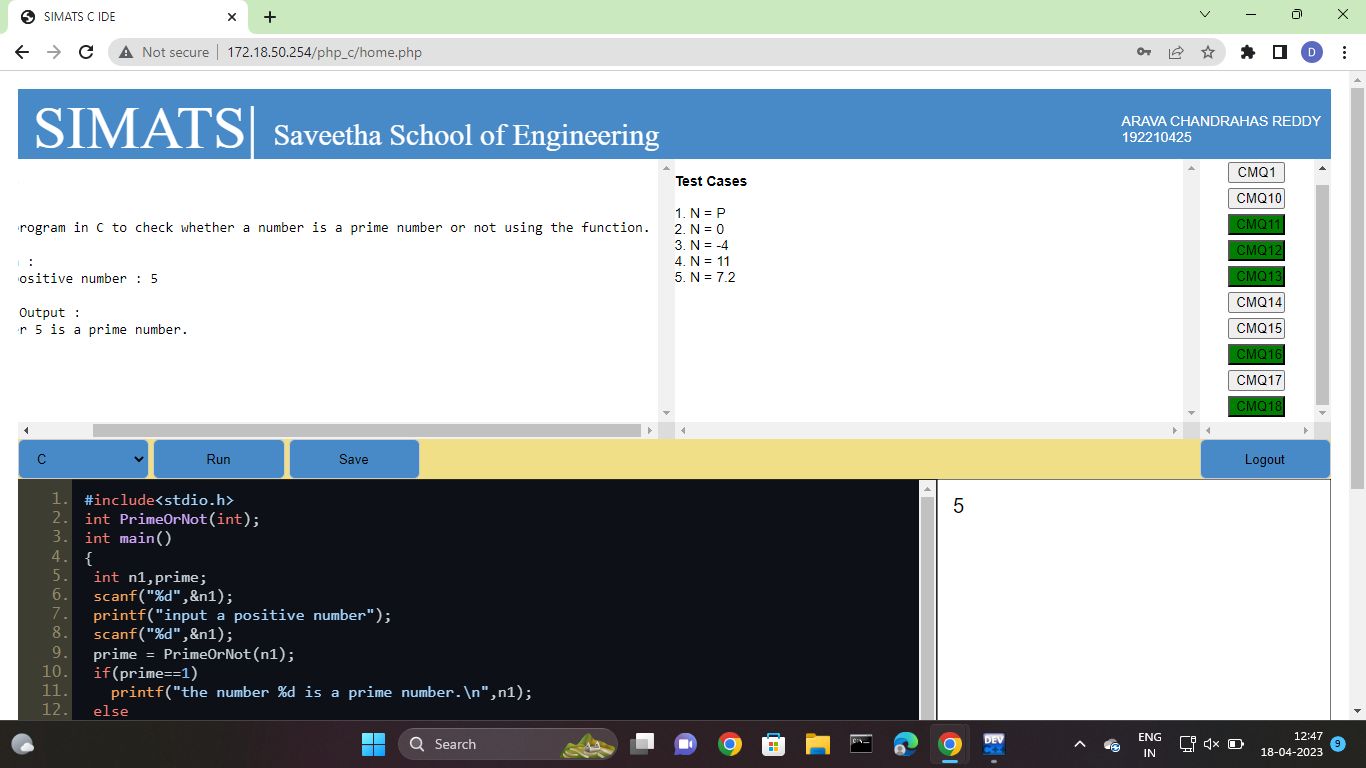 SIMATS C IDE
Not secure
172.18.50.254/php_c/home.php
D
SIMATS| Saveetha School of Engineering
ARAVA CHANDRAHAS REDDY
192210425
rogram in C to check whether a number is a prime number or not using the function.
:
ositive number : 5
Output :
r 5 is a prime number.
Test Cases
1. N = P
2. N = 0
3. N = -4
4. N = 11
5. N = 7.2
CMQ1
CMQ10
CMQ11
CMQ12
CMQ13
CMQ14
CMQ15
CMQ16
CMQ17
CMQ18
C
Run
Save
Logout
1. #include<stdio.h>
2. int PrimeOrNot(int);
3. int main()
4. {
5. int n1,prime;
6. scanf("%d",&n1);
7. printf("input a positive number");
8. scanf("%d",&n1);
9. prime = PrimeOrNot(n1);
10. if(prime==1)
11. printf("the number %d is a prime number.\n",n1);
12. else
5
Search
DEV
ENG
IN
12:47
18-04-2023
9